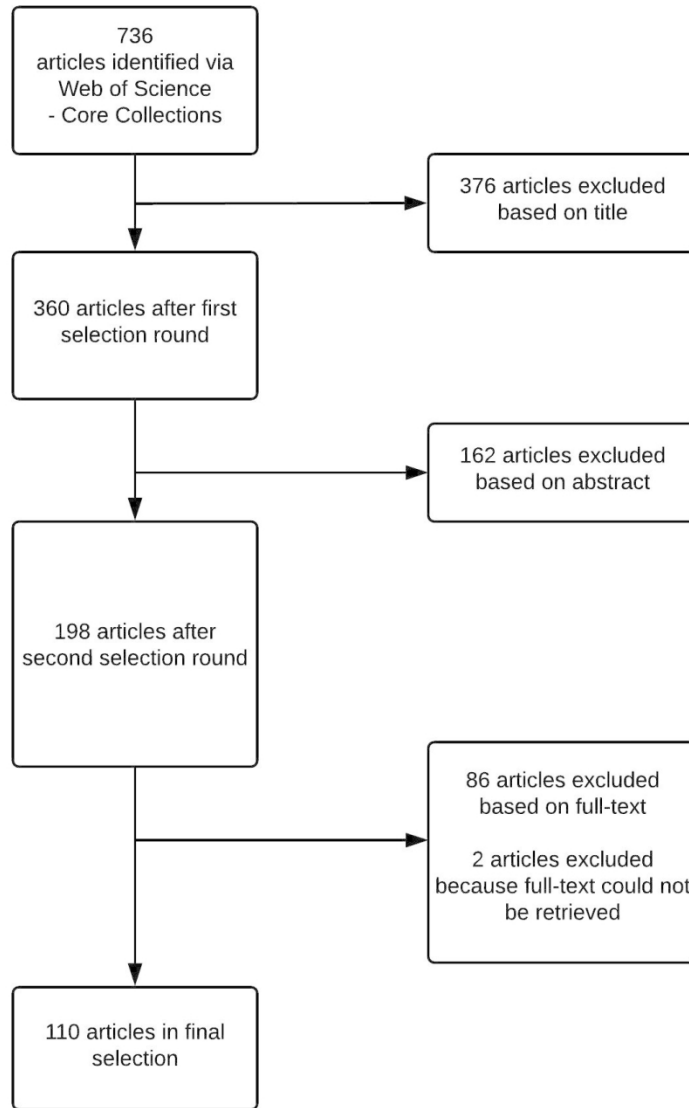 736
articles identified via
Web of Science
- Core Collections
376 articles excluded
based on title
360 articles after first
selection round
162 articles excluded
based on abstract
198 articles after
second selection round
86 articles excluded
based on full-text
2 articles excluded
because full-text could not
be retrieved
110 articles in final
selection